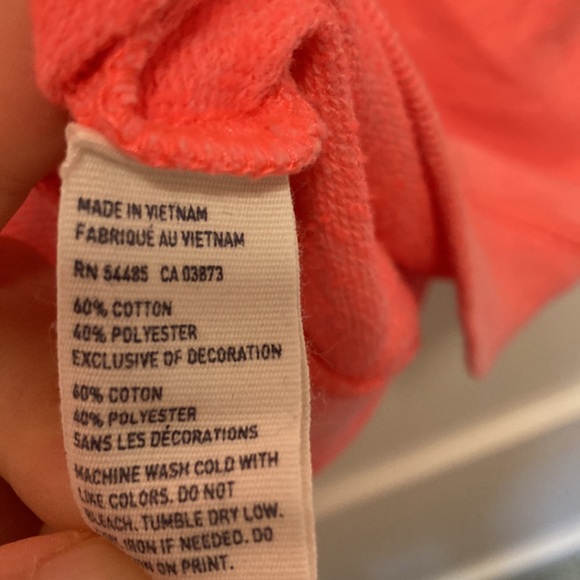 MADE IN VIETNAM
FABRIQUÉ AU VIETNAM
RN 54485 CA 03873
60% COTTON
40% POLYESTER
EXCLUSIVE OF DECORATION
60% COTON
40% POLYESTER
SANS LES DÉCORATIONS
MACHINE WASH COLD WITH
LIKE COLORS. DO NOT
BLEACH. TUMBLE DRY LOW.
IRON IF NEEDED. DO
ON PRINT.